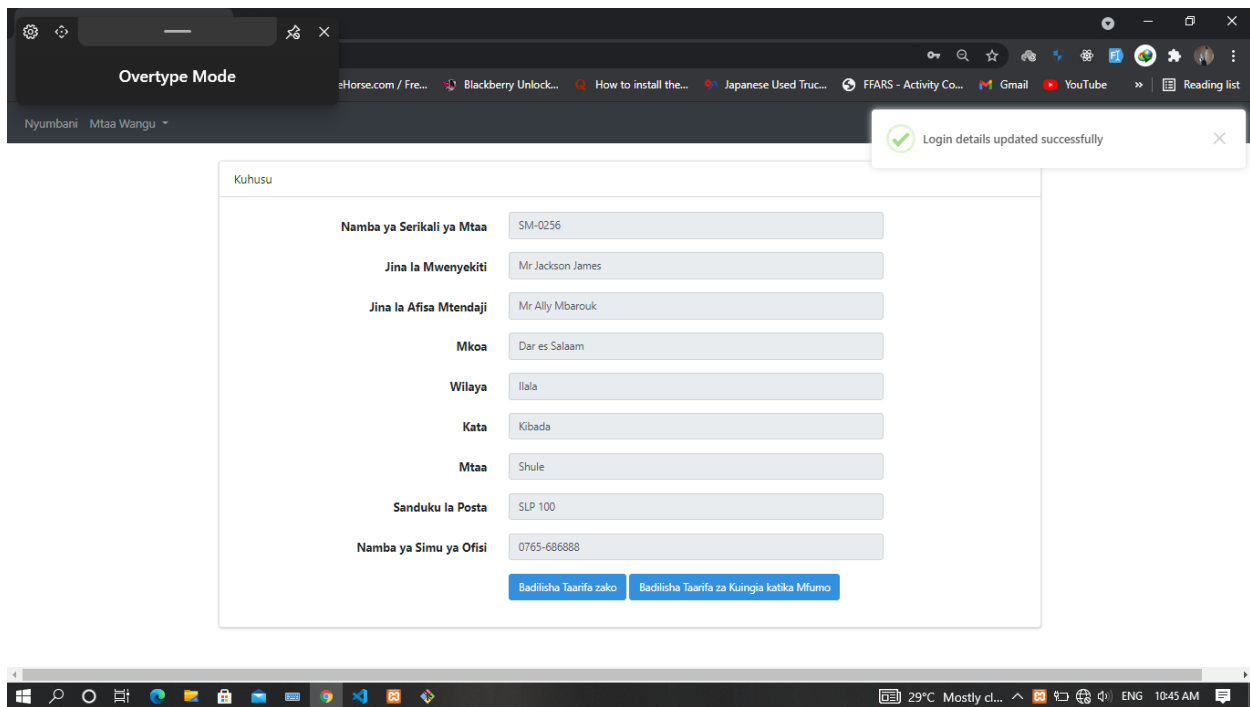 Overtype Mode
eHorse.com / Fre... Blackberry Unlock... How to install the... Japanese Used Truc... FFARS - Activity Co... Gmail YouTube » Reading list
Nyumbani Mtaa Wangu
Login details updated successfully
Kuhusu
Namba ya Serikali ya Mtaa SM-0256
Jina la Mwenyekiti Mr Jackson James
Jina la Afisa Mtendaji Mr Ally Mbarouk
Mkoa Dar es Salaam
Wilaya Ilala
Kata Kibada
Mtaa Shule
Sanduku la Posta SLP 100
Namba ya Simu ya Ofisi 0765-686888
Badilisha Taarifa zako Badilisha Taarifa za Kuingia katika Mfumo
29°C Mostly cl... ENG 10:45 AM